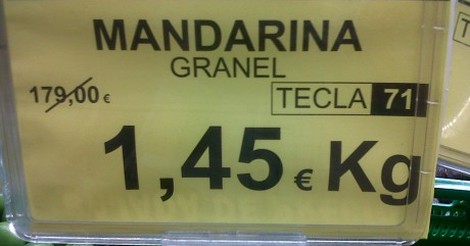 MANDARINA
GRANEL
179,00 €
TECLA 71
1,45 € Kg